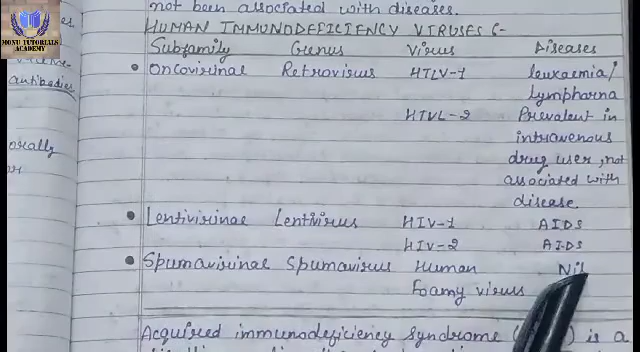 MONU TUTORIALS
ACADEMY
not been associated with diseases.
HUMAN IMMUNODEFICIENCY VIRUSES :-
Subfamily Genus Virus Diseases
Oncovirinae Retrovirus HTLV-1 leukaemia/
Lympharna
HTVL-2 Prevalent in
intravenous
drug user, not
associated with
disease.
Lentivirinae Lentivirus HIV-1 AIDS
HIV-2 AIDS
Spumavirinae Spumavirus Human Nil
Foamy virus
Acquired immunodeficiency syndrome is a
antibodies
orally
or